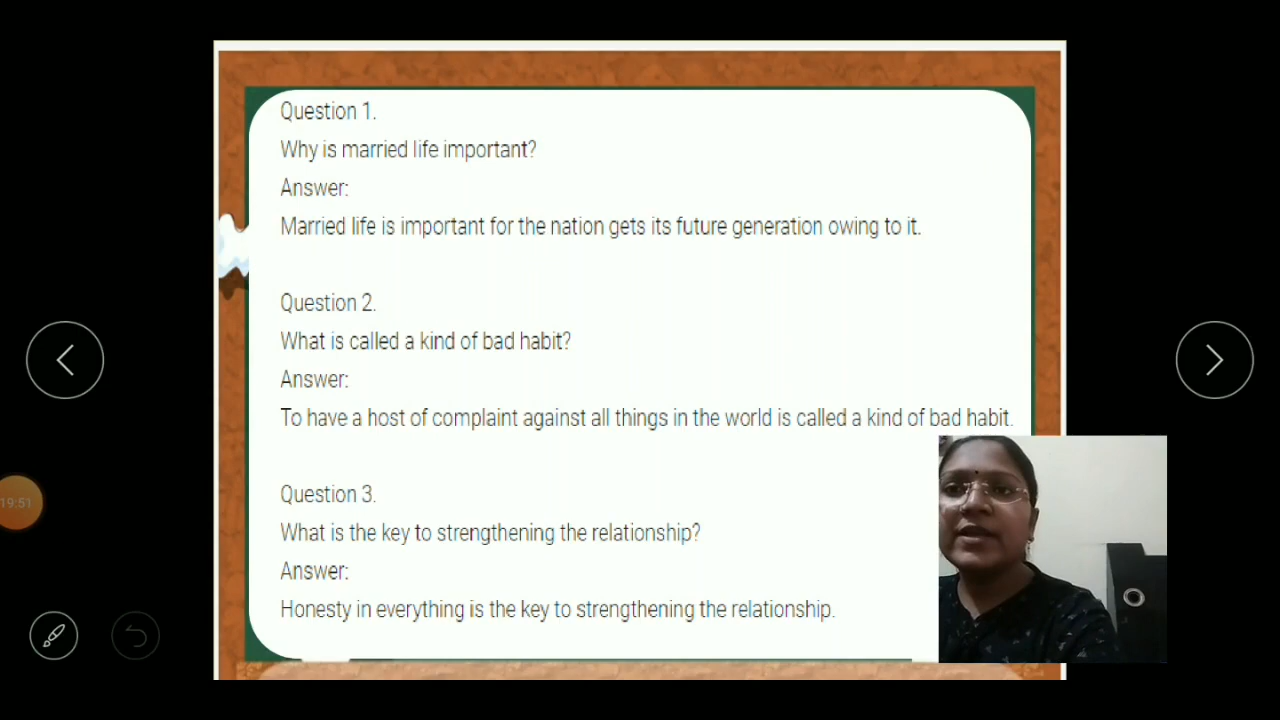 Question 1.
Why is married life important?
Answer:
Married life is important for the nation gets its future generation owing to it.
Question 2.
What is called a kind of bad habit?
Answer:
To have a host of complaint against all things in the world is called a kind of bad habit.
Question 3.
What is the key to strengthening the relationship?
Answer:
Honesty in everything is the key to strengthening the relationship.
19:51